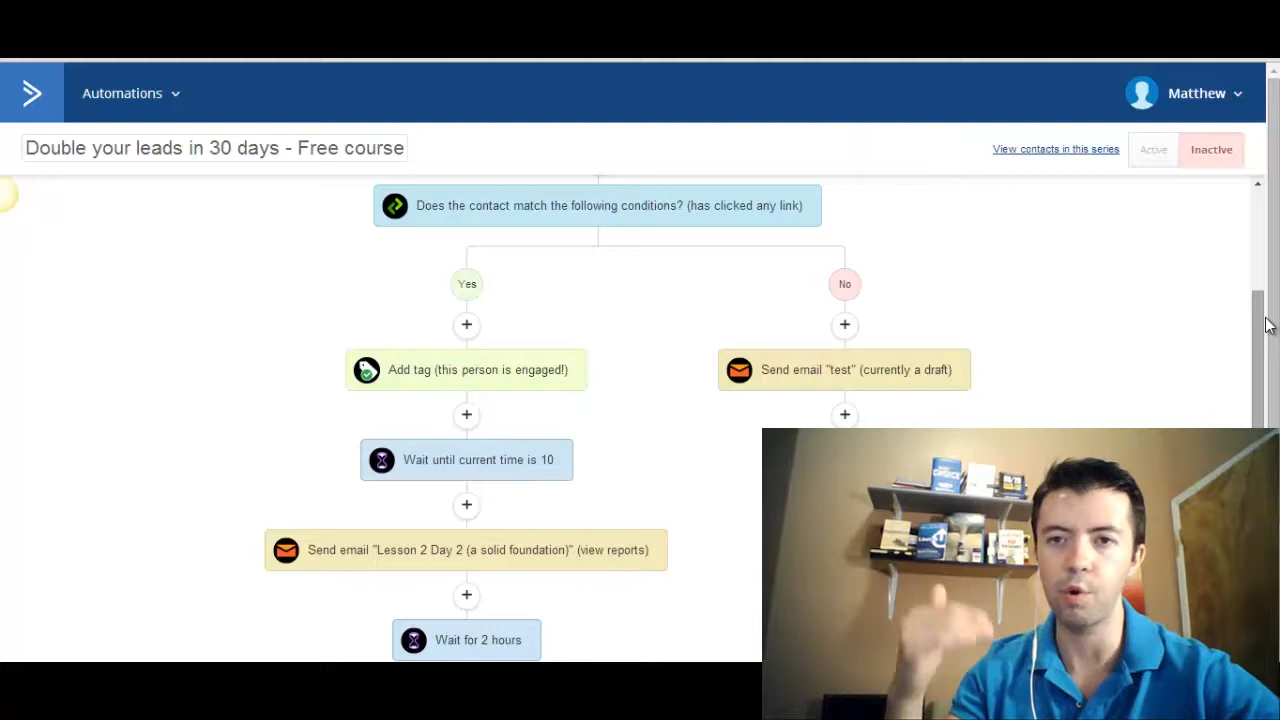 Automations
Matthew
Double your leads in 30 days - Free course
View contacts in this series
Active
Inactive
Does the contact match the following conditions? (has clicked any link)
Yes
No
Add tag (this person is engaged!)
Send email "test" (currently a draft)
Wait until current time is 10
Send email "Lesson 2 Day 2 (a solid foundation)" (view reports)
Wait for 2 hours